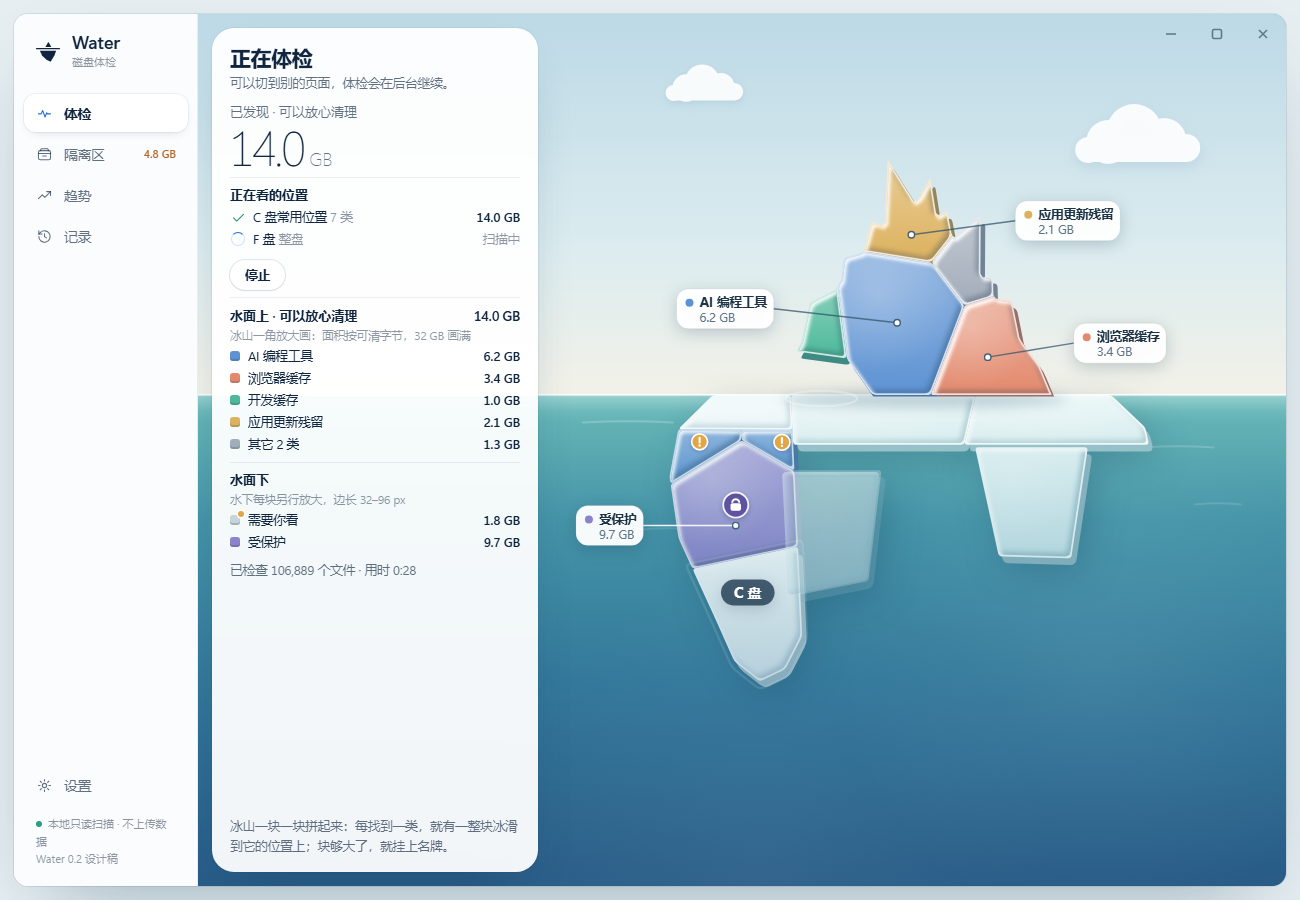 Water
磁盘体检
体检
隔离区 4.8 GB
趋势
记录
设置
本地只读扫描 · 不上传数
据
Water 0.2 设计稿
正在体检
可以切到别的页面，体检会在后台继续。
已发现 · 可以放心清理
14.0 GB
正在看的位置
C 盘常用位置 7 类 14.0 GB
F 盘 整盘 扫描中
停止
水面上 · 可以放心清理 14.0 GB
冰山一角放大画：面积按可清字节，32 GB 画满
AI 编程工具 6.2 GB
浏览器缓存 3.4 GB
开发缓存 1.0 GB
应用更新残留 2.1 GB
其它 2 类 1.3 GB
水面下
水下每块另行放大，边长 32–96 px
需要你看 1.8 GB
受保护 9.7 GB
已检查 106,889 个文件 · 用时 0:28
冰山一块一块拼起来：每找到一类，就有一整块冰滑
到它的位置上；块够大了，就挂上名牌。
应用更新残留
2.1 GB
AI 编程工具
6.2 GB
浏览器缓存
3.4 GB
受保护
9.7 GB
C 盘